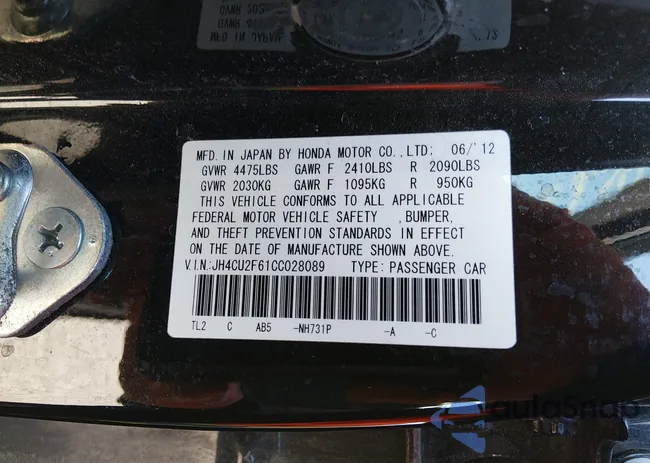 MFD. IN JAPAN BY HONDA MOTOR CO., LTD: 06/'12
GVWR 4475LBS GAWR F 2410LBS R 2090LBS
GVWR 2030KG GAWR F 1095KG R 950KG
THIS VEHICLE CONFORMS TO ALL APPLICABLE
FEDERAL MOTOR VEHICLE SAFETY , BUMPER,
AND THEFT PREVENTION STANDARDS IN EFFECT
ON THE DATE OF MANUFACTURE SHOWN ABOVE.
V.I.N:JH4CU2F61CC028089 TYPE: PASSENGER CAR
TL2 C AB5 -NH731P -A -C